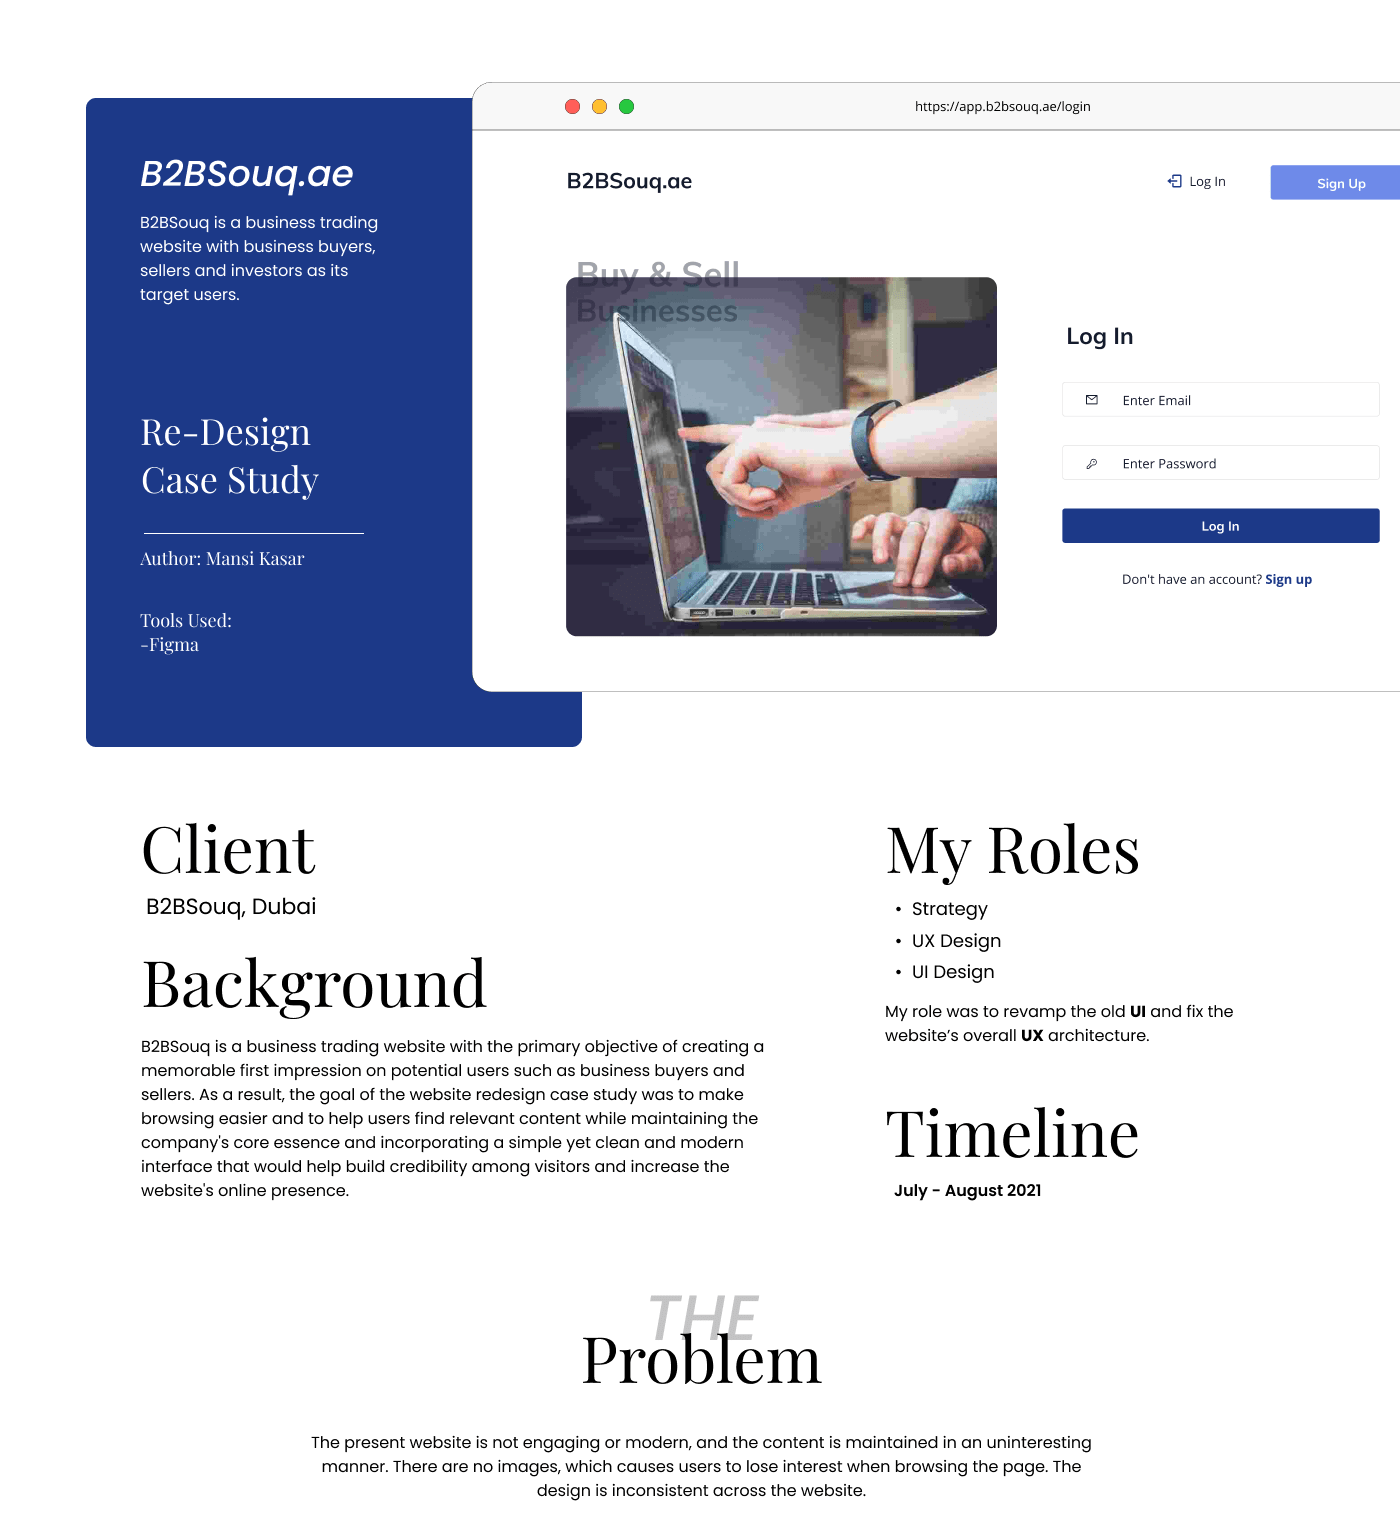 B2BSouq.ae
B2BSouq is a business trading
website with business buyers,
sellers and investors as its
target users.
Re-Design
Case Study
Author: Mansi Kasar
Tools Used:
-Figma
https://app.b2bsouq.ae/login
B2BSouq.ae
Log In
Sign Up
Buy & Sell
Businesses
Log In
Enter Email
Enter Password
Log In
Don't have an account? Sign up
Client
B2BSouq, Dubai
Background
B2BSouq is a business trading website with the primary objective of creating a
memorable first impression on potential users such as business buyers and
sellers. As a result, the goal of the website redesign case study was to make
browsing easier and to help users find relevant content while maintaining the
company's core essence and incorporating a simple yet clean and modern
interface that would help build credibility among visitors and increase the
website's online presence.
My Roles
• Strategy
• UX Design
• UI Design
My role was to revamp the old UI and fix the
website’s overall UX architecture.
Timeline
July - August 2021
THE
Problem
The present website is not engaging or modern, and the content is maintained in an uninteresting
manner. There are no images, which causes users to lose interest when browsing the page. The
design is inconsistent across the website.